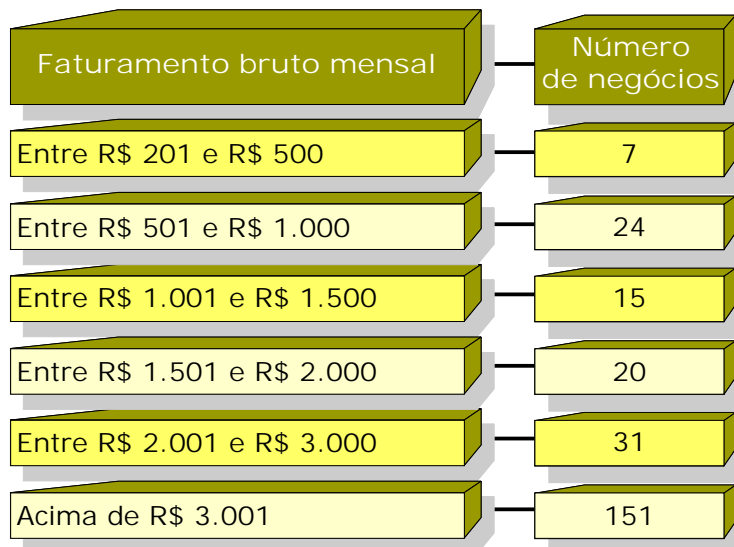 Faturamento bruto mensal
Número
de negócios
Entre R$ 201 e R$ 500
7
Entre R$ 501 e R$ 1.000
24
Entre R$ 1.001 e R$ 1.500
15
Entre R$ 1.501 e R$ 2.000
20
Entre R$ 2.001 e R$ 3.000
31
Acima de R$ 3.001
151